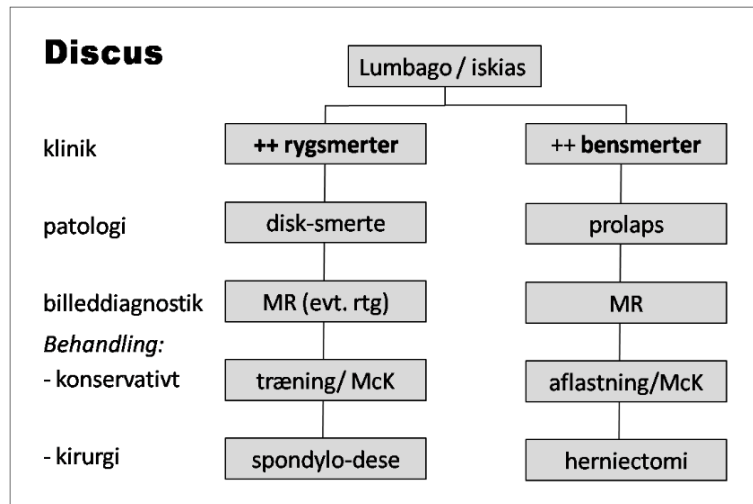 Discus
Lumbago / iskias
klinik
++ rygsmerter
++ bensmerter
patologi
disk-smerte
prolaps
billeddiagnostik
MR (evt. rtg)
MR
Behandling:
- konservativt
træning/ McK
aflastning/McK
- kirurgi
spondylo-dese
herniectomi